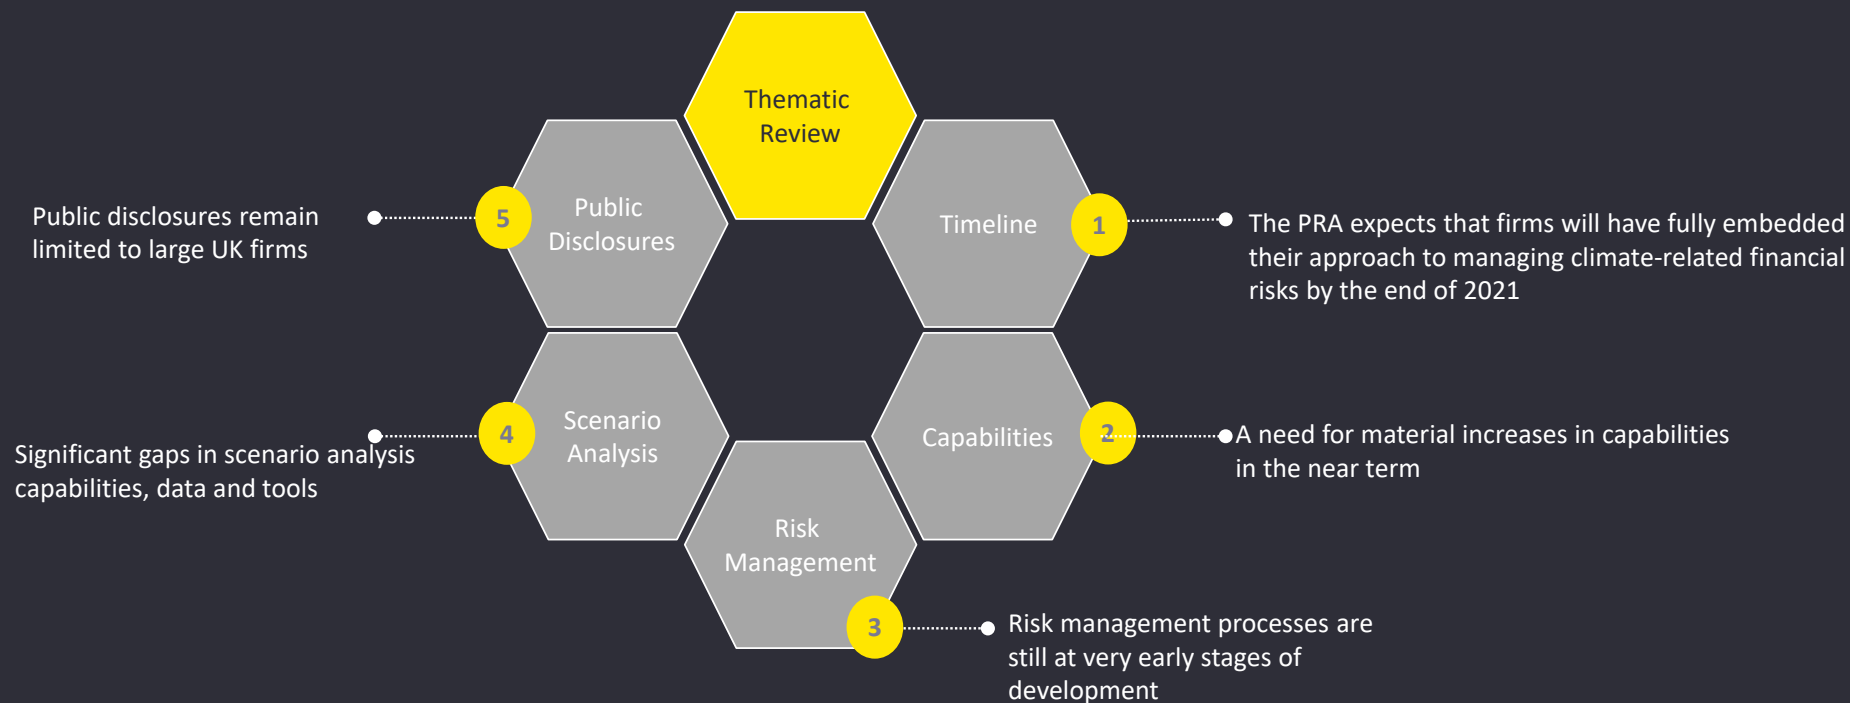 Thematic
Review
Timeline
1
The PRA expects that firms will have fully embedded
their approach to managing climate-related financial
risks by the end of 2021
Capabilities
2
A need for material increases in capabilities
in the near term
Risk
Management
3
Risk management processes are
still at very early stages of
development
Scenario
Analysis
4
Significant gaps in scenario analysis
capabilities, data and tools
Public
Disclosures
5
Public disclosures remain
limited to large UK firms